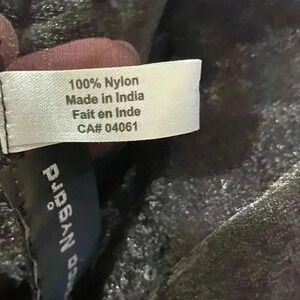 100% Nylon
Made in India
Fait en Inde
CA# 04061